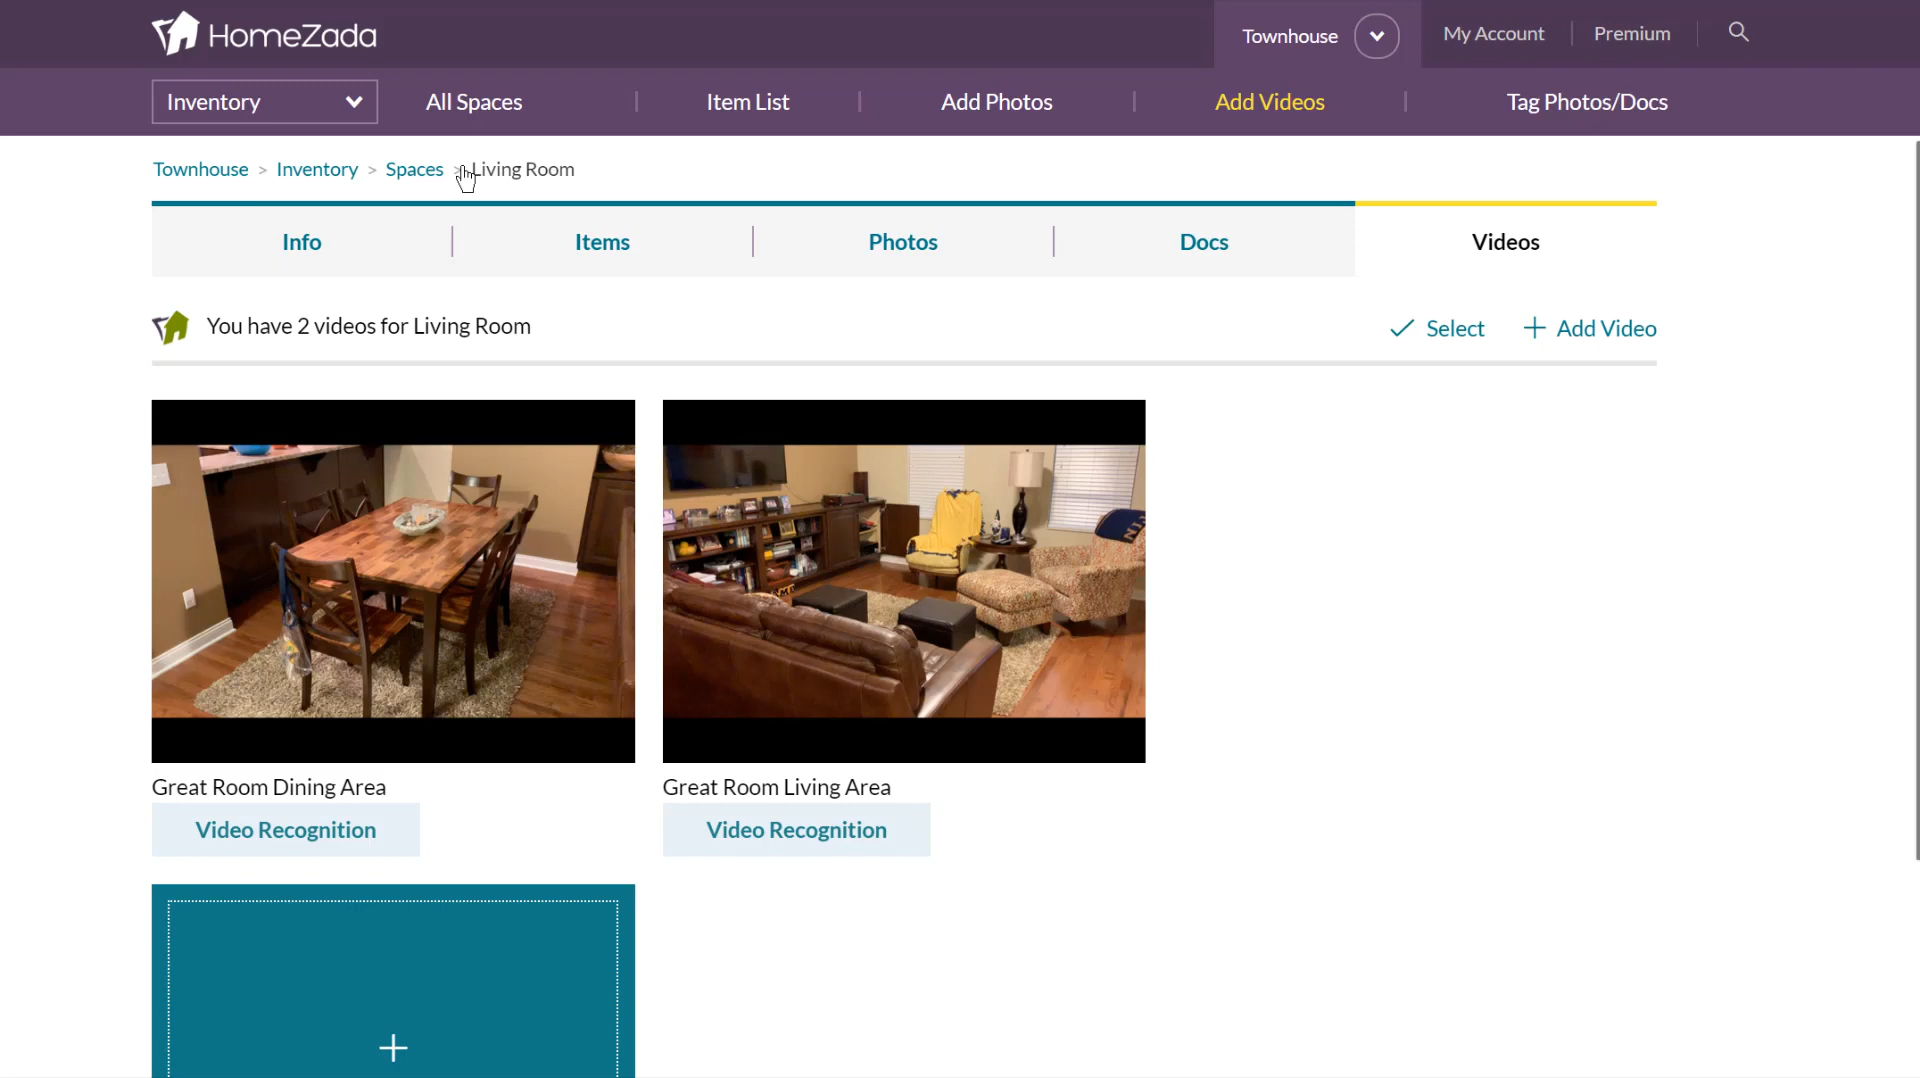 HomeZada
Townhouse
My Account
Premium
Inventory
All Spaces
Item List
Add Photos
Add Videos
Tag Photos/Docs
Townhouse > Inventory > Spaces > Living Room
Info
Items
Photos
Docs
Videos
You have 2 videos for Living Room
Select
Add Video
Great Room Dining Area
Great Room Living Area
Video Recognition
Video Recognition